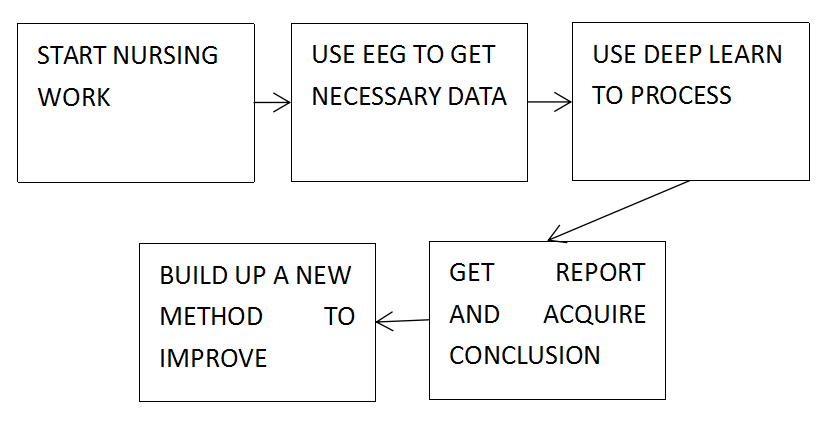 START NURSING
WORK
USE EEG TO GET
NECESSARY DATA
USE DEEP LEARN
TO PROCESS
GET REPORT
AND ACQUIRE
CONCLUSION
BUILD UP A NEW
METHOD TO
IMPROVE